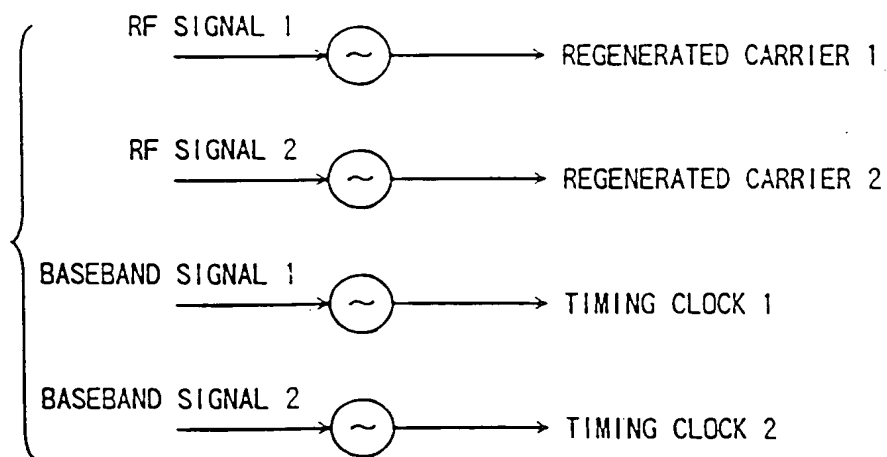 RF SIGNAL 1
~
REGENERATED CARRIER 1
RF SIGNAL 2
~
REGENERATED CARRIER 2
BASEBAND SIGNAL 1
~
TIMING CLOCK 1
BASEBAND SIGNAL 2
~
TIMING CLOCK 2